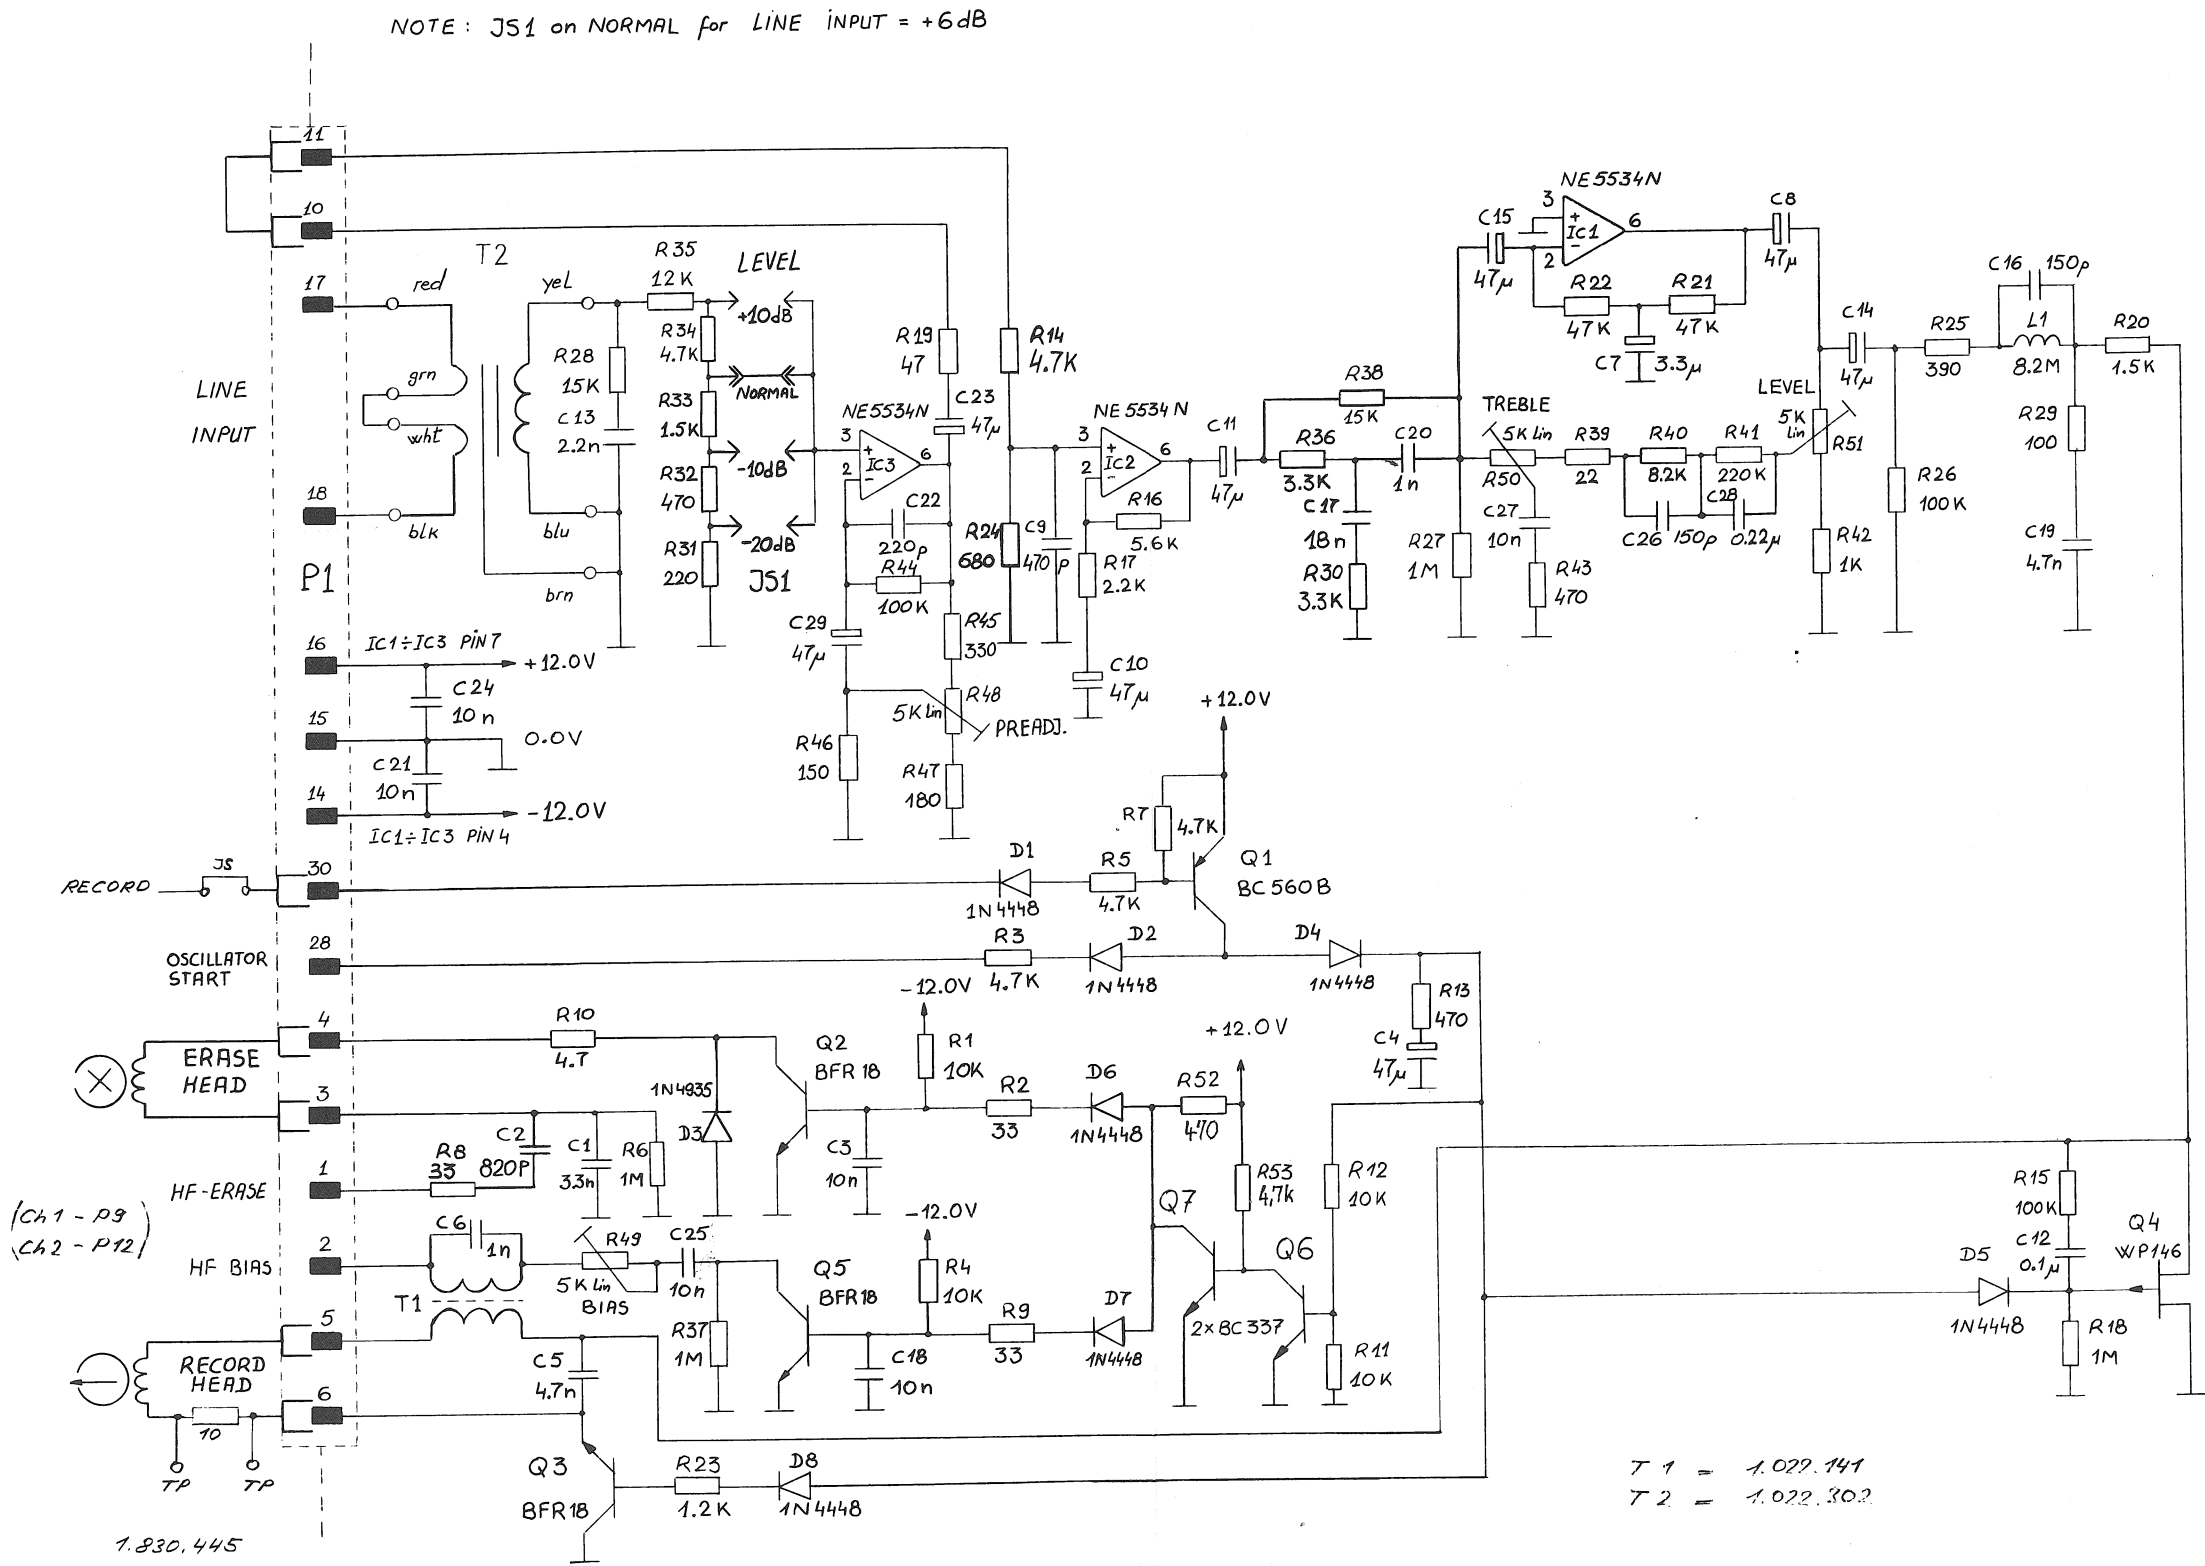 NOTE: JS1 on NORMAL for LINE INPUT = +6dB
11
10
17
18
P1
LINE
INPUT
T2
red
grn
wht
blk
yel
blu
brn
R28
15K
C13
2.2n
R35
12K
LEVEL
+10dB
NORMAL
-10dB
-20dB
JS1
R34
4.7K
R33
1.5K
R32
470
R31
220
NE5534N
3
2
6
+
IC3
-
R19
47
C23
47µ
C22
220p
R44
100K
C29
47µ
R45
330
R48
5K Lin
PREADJ.
R46
150
R47
180
R14
4.7K
R24
680
C9
470p
NE5534N
3
2
6
+
IC2
-
R16
5.6K
R17
2.2K
C10
47µ
C11
47µ
R38
15K
R36
3.3K
C20
1n
C17
18n
R30
3.3K
R27
1M
C15
47µ
NE5534N
3
2
6
+
IC1
-
R22
47K
R21
47K
C7
3.3µ
C8
47µ
TREBLE
5K Lin
R50
C27
10n
R43
470
R39
22
R40
8.2K
R41
220K
C26
150p
C28
0.22µ
LEVEL
5K
Lin
R51
R42
1K
C14
47µ
R26
100K
R25
390
C16
150p
L1
8.2M
R20
1.5K
R29
100
C19
4.7n
16
IC1÷IC3 PIN7
+12.0V
C24
10n
15
0.0V
C21
10n
14
-12.0V
IC1÷IC3 PIN 4
RECORD
JS
30
D1
1N4448
R5
4.7K
R7
4.7K
+12.0V
Q1
BC560B
OSCILLATOR
START
28
R3
4.7K
D2
1N4448
D4
1N4448
R13
470
C4
47µ
ERASE
HEAD
4
3
R10
4.7
1N4935
D3
Q2
BFR18
-12.0V
R1
10K
R2
33
D6
1N4448
R52
470
+12.0V
R53
4,7k
R12
10K
R11
10K
C3
10n
C2
820P
C1
33n
R6
1M
R8
33
1
HF-ERASE
(Ch1 - P9)
(Ch2 - P12)
HF BIAS
2
C6
1n
T1
R49
5K Lin
BIAS
C25
10n
R37
1M
Q5
BFR18
-12.0V
R4
10K
R9
33
D7
1N4448
C18
10n
Q7
Q6
2×BC337
5
RECORD
HEAD
6
10
TP
TP
C5
4.7n
Q3
BFR18
R23
1.2K
D8
1N4448
R15
100K
C12
0.1µ
Q4
WP146
D5
1N4448
R18
1M
T1 = 1.022.141
T2 = 1.022.302
1.830.445